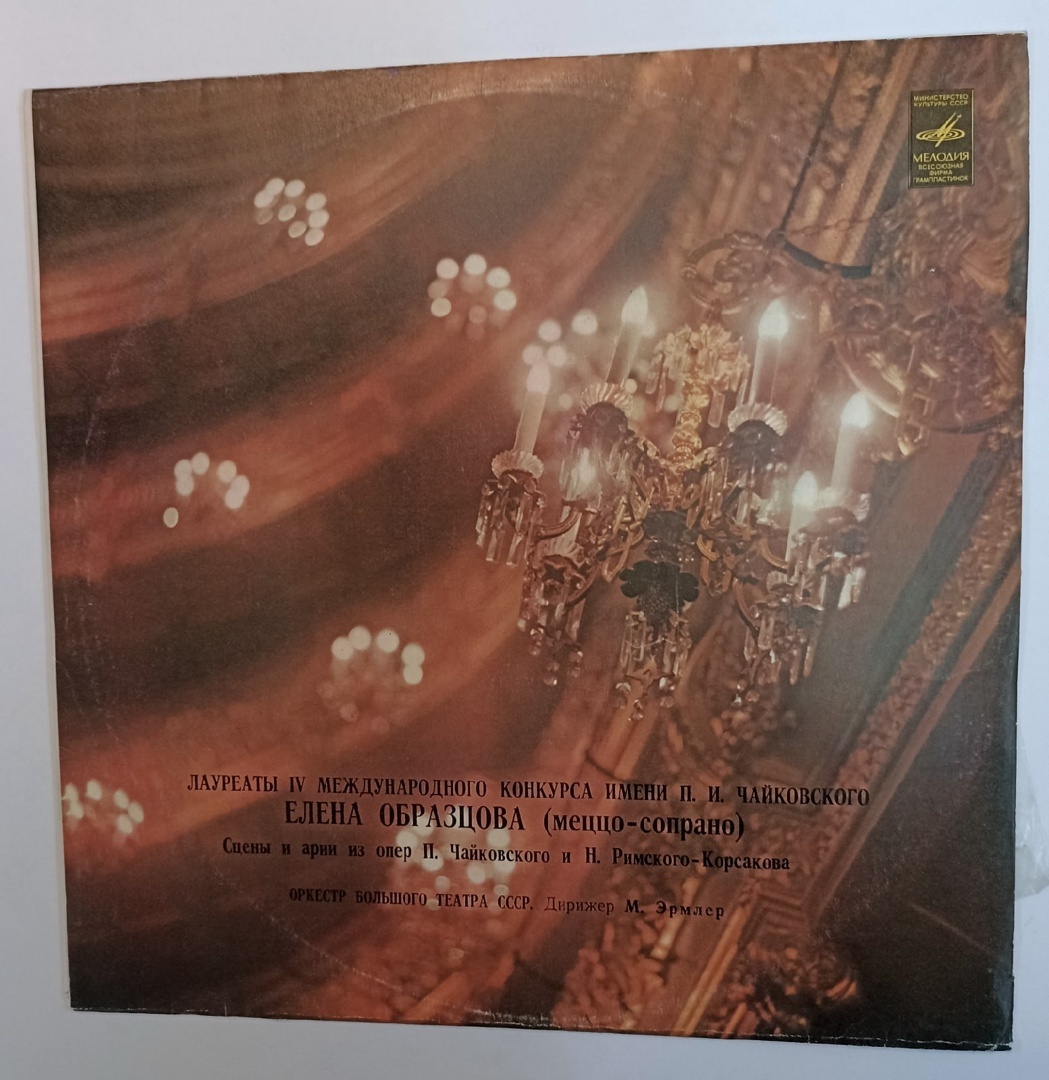 МИНИСТЕРСТВО
КУЛЬТУРЫ СССР
МЕЛОДИЯ
ВСЕСОЮЗНАЯ
ФИРМА
ГРАМПЛАСТИНОК
ЛАУРЕАТЫ IV МЕЖДУНАРОДНОГО КОНКУРСА ИМЕНИ П. И. ЧАЙКОВСКОГО
ЕЛЕНА ОБРАЗЦОВА (меццо-сопрано)
Сцены и арии из опер П. Чайковского и Н. Римского-Корсакова
ОРКЕСТР БОЛЬШОГО ТЕАТРА СССР. Дирижер М. Эрмлер